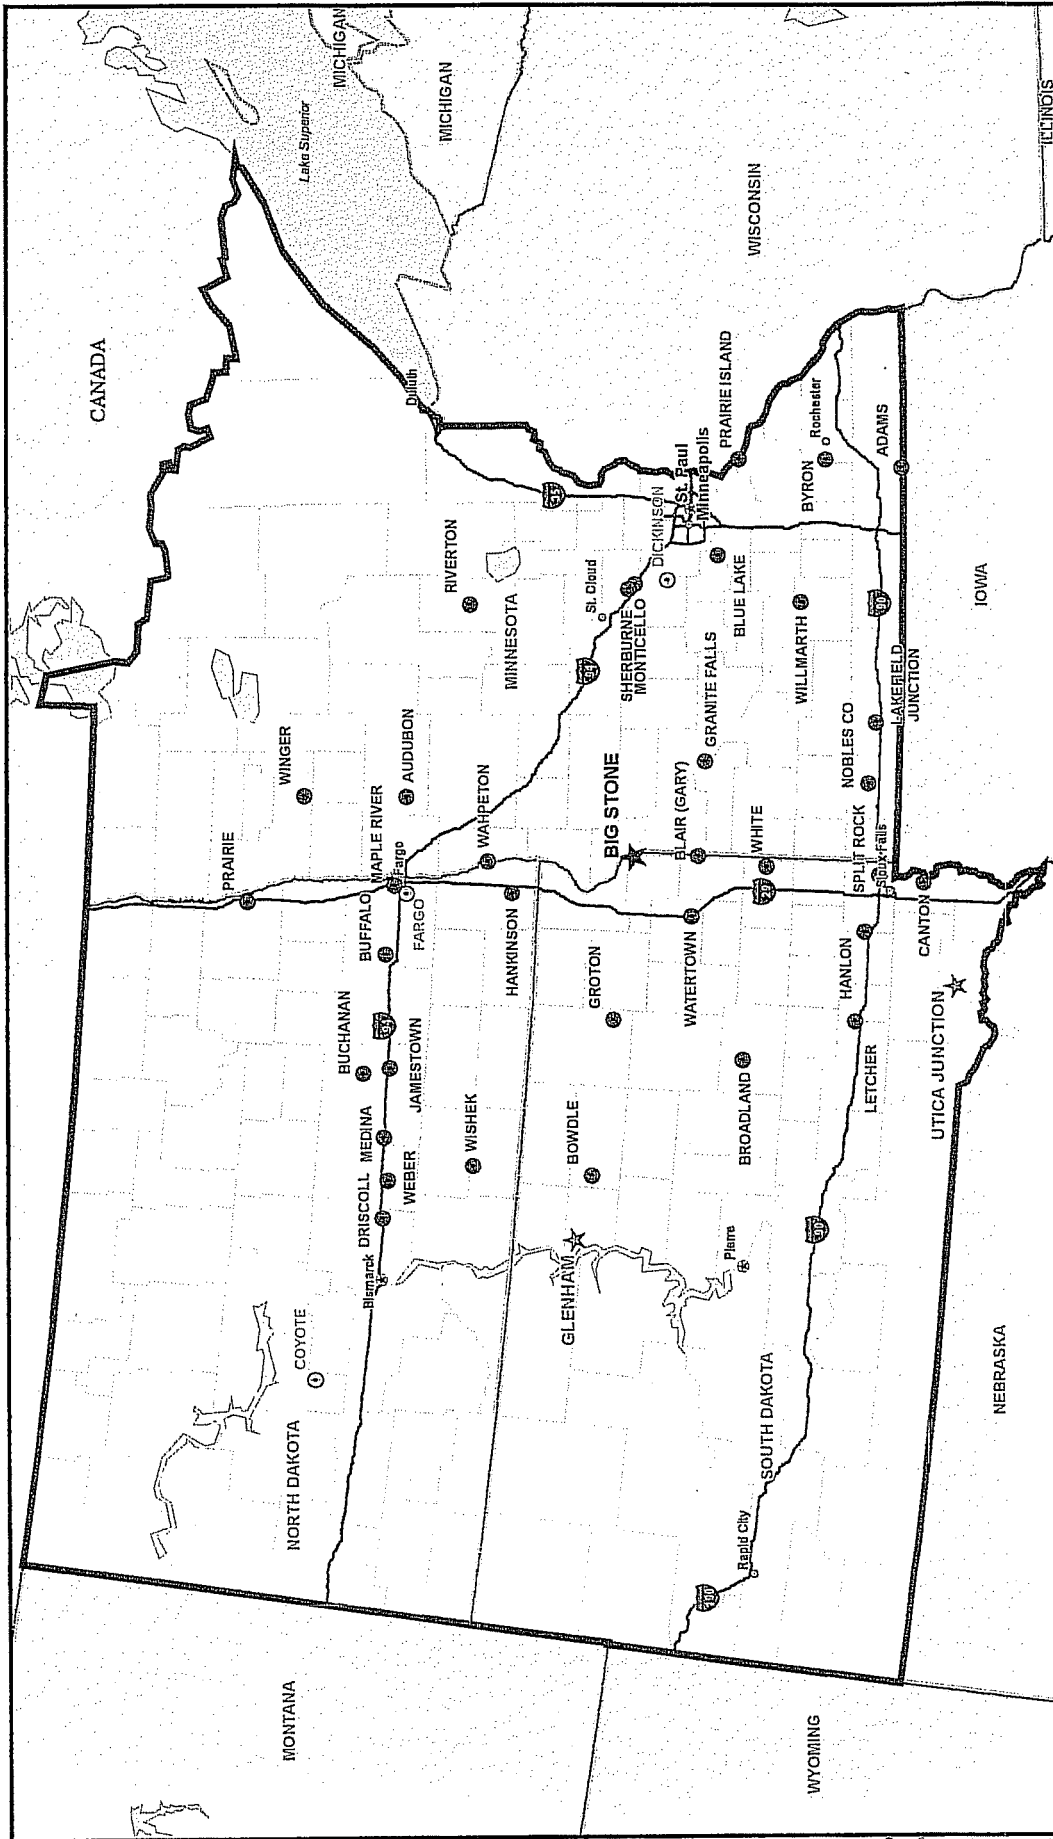 CANADA
MICHIGAN
MICHIGAN
Lake Superior
WISCONSIN
ILLINOIS
Duluth
PRAIRIE ISLAND
St. Paul
Minneapolis
DICKINSON
BYRON
Rochester
ADAMS
RIVERTON
MINNESOTA
St. Cloud
SHERBURNE
MONTICELLO
BLUE LAKE
WILLMARTH
IOWA
GRANITE FALLS
LAKEFIELD
JUNCTION
NOBLES CO
WINGER
AUDUBON
PRAIRIE
MAPLE RIVER
Fargo
FARGO
WAHPETON
BIG STONE
BLAIR (GARY)
WHITE
SPLIT ROCK
Sioux Falls
BUFFALO
HANKINSON
WATERTOWN
HANLON
CANTON
BUCHANAN
JAMESTOWN
GROTON
BROADLAND
LETCHER
UTICA JUNCTION
MEDINA
DRISCOLL
WEBER
WISHEK
BOWDLE
Bismarck
GLENHAM
Pierre
COYOTE
NORTH DAKOTA
SOUTH DAKOTA
NEBRASKA
Rapid City
MONTANA
WYOMING